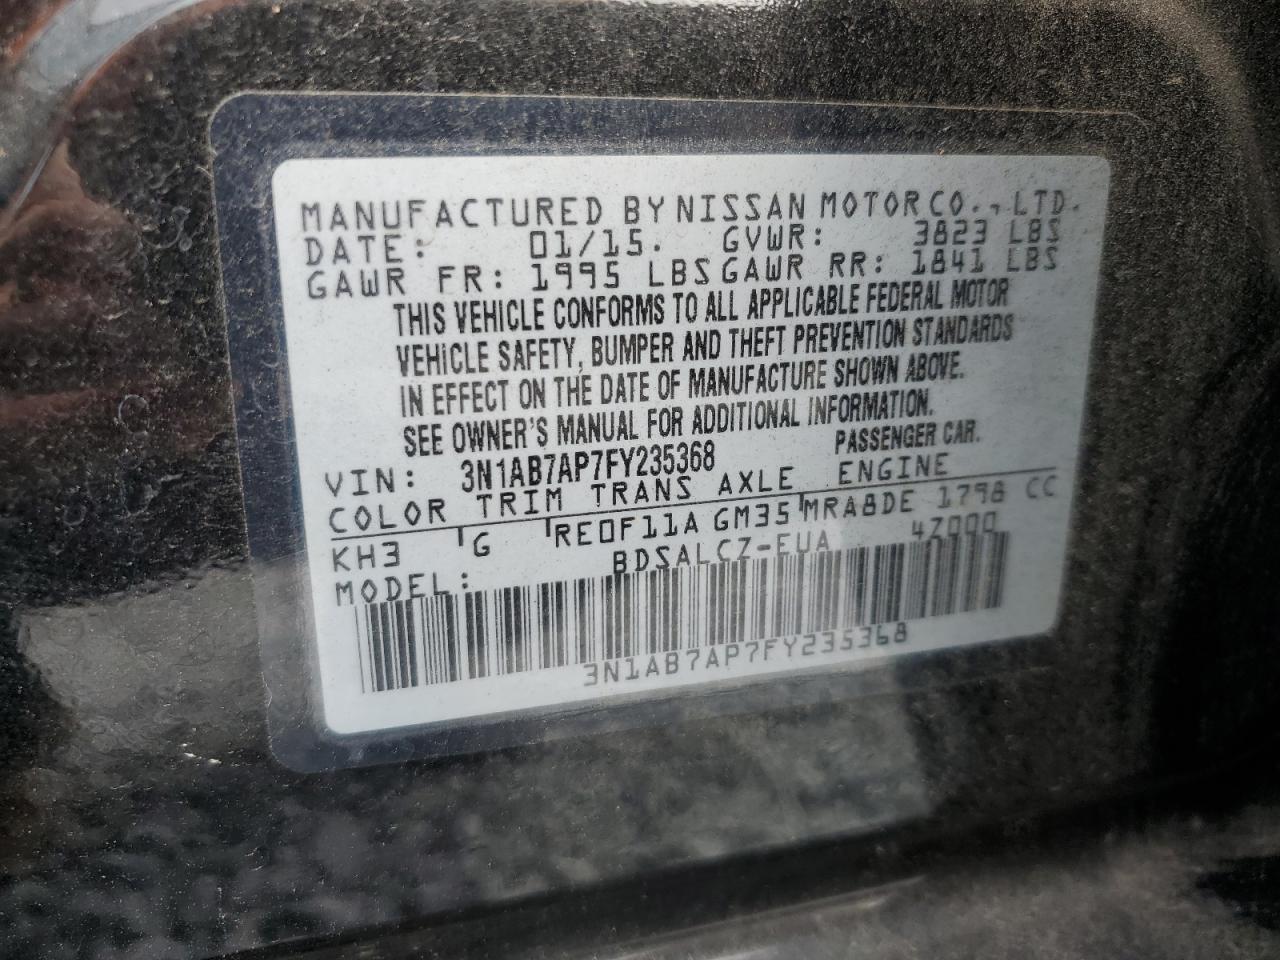 MANUFACTURED BY NISSAN MOTOR CO., LTD.
DATE: 01/15. GVWR: 3823 LBS
GAWR FR: 1995 LBS GAWR RR: 1841 LBS
THIS VEHICLE CONFORMS TO ALL APPLICABLE FEDERAL MOTOR
VEHICLE SAFETY, BUMPER AND THEFT PREVENTION STANDARDS
IN EFFECT ON THE DATE OF MANUFACTURE SHOWN ABOVE.
SEE OWNER'S MANUAL FOR ADDITIONAL INFORMATION.
VIN: 3N1AB7AP7FY235368 PASSENGER CAR.
COLOR TRIM TRANS AXLE ENGINE
KH3 G RE0F11A GM35 MRA8DE 1798 CC
MODEL: BDSALCZ-EUA 4Z000
3N1AB7AP7FY235368